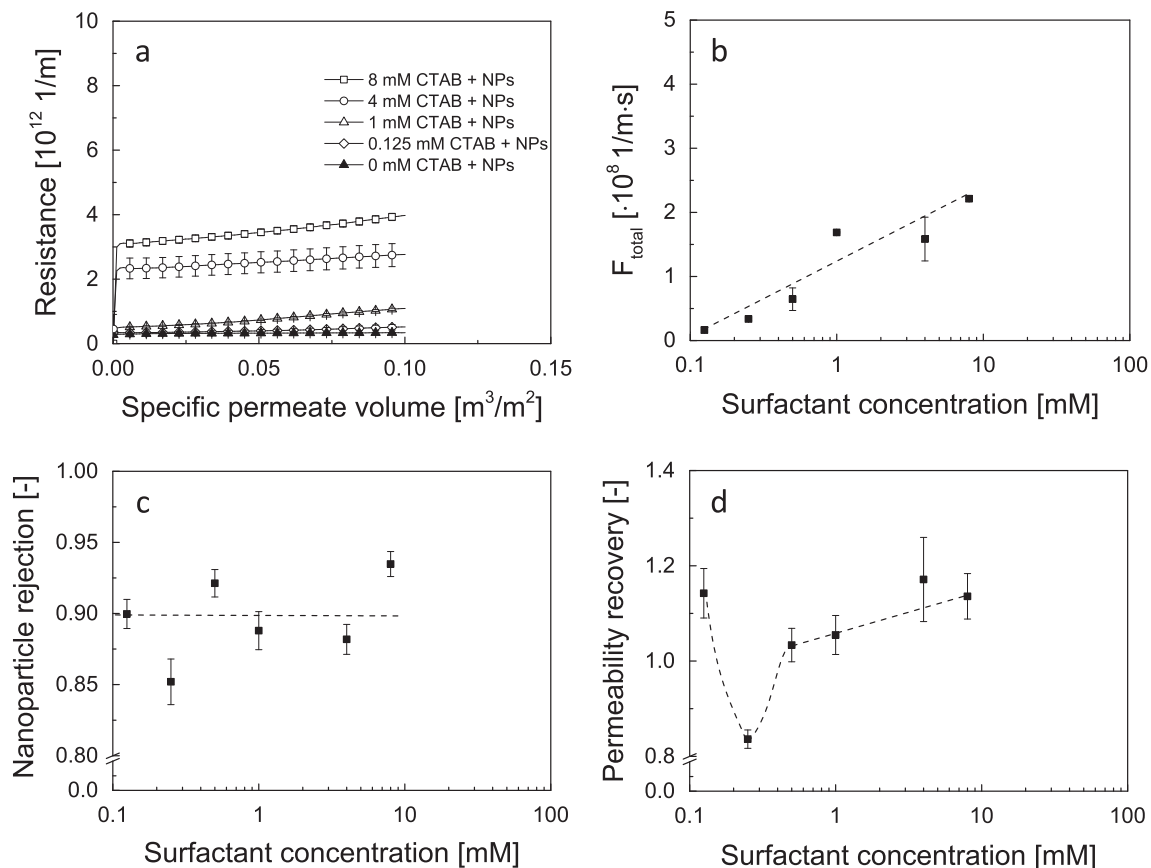 a
Resistance [10¹² 1/m]
10
8
6
4
2
0
8 mM CTAB + NPs
4 mM CTAB + NPs
1 mM CTAB + NPs
0.125 mM CTAB + NPs
0 mM CTAB + NPs
0.00 0.05 0.10 0.15
Specific permeate volume [m³/m²]
b
F_total [·10⁸ 1/m·s]
5
4
3
2
1
0
0.1 1 10 100
Surfactant concentration [mM]
c
Nanoparticle rejection [-]
1.00
0.95
0.90
0.85
0.80
0.0
0.1 1 10 100
Surfactant concentration [mM]
d
Permeability recovery [-]
1.4
1.2
1.0
0.8
0.0
0.1 1 10 100
Surfactant concentration [mM]